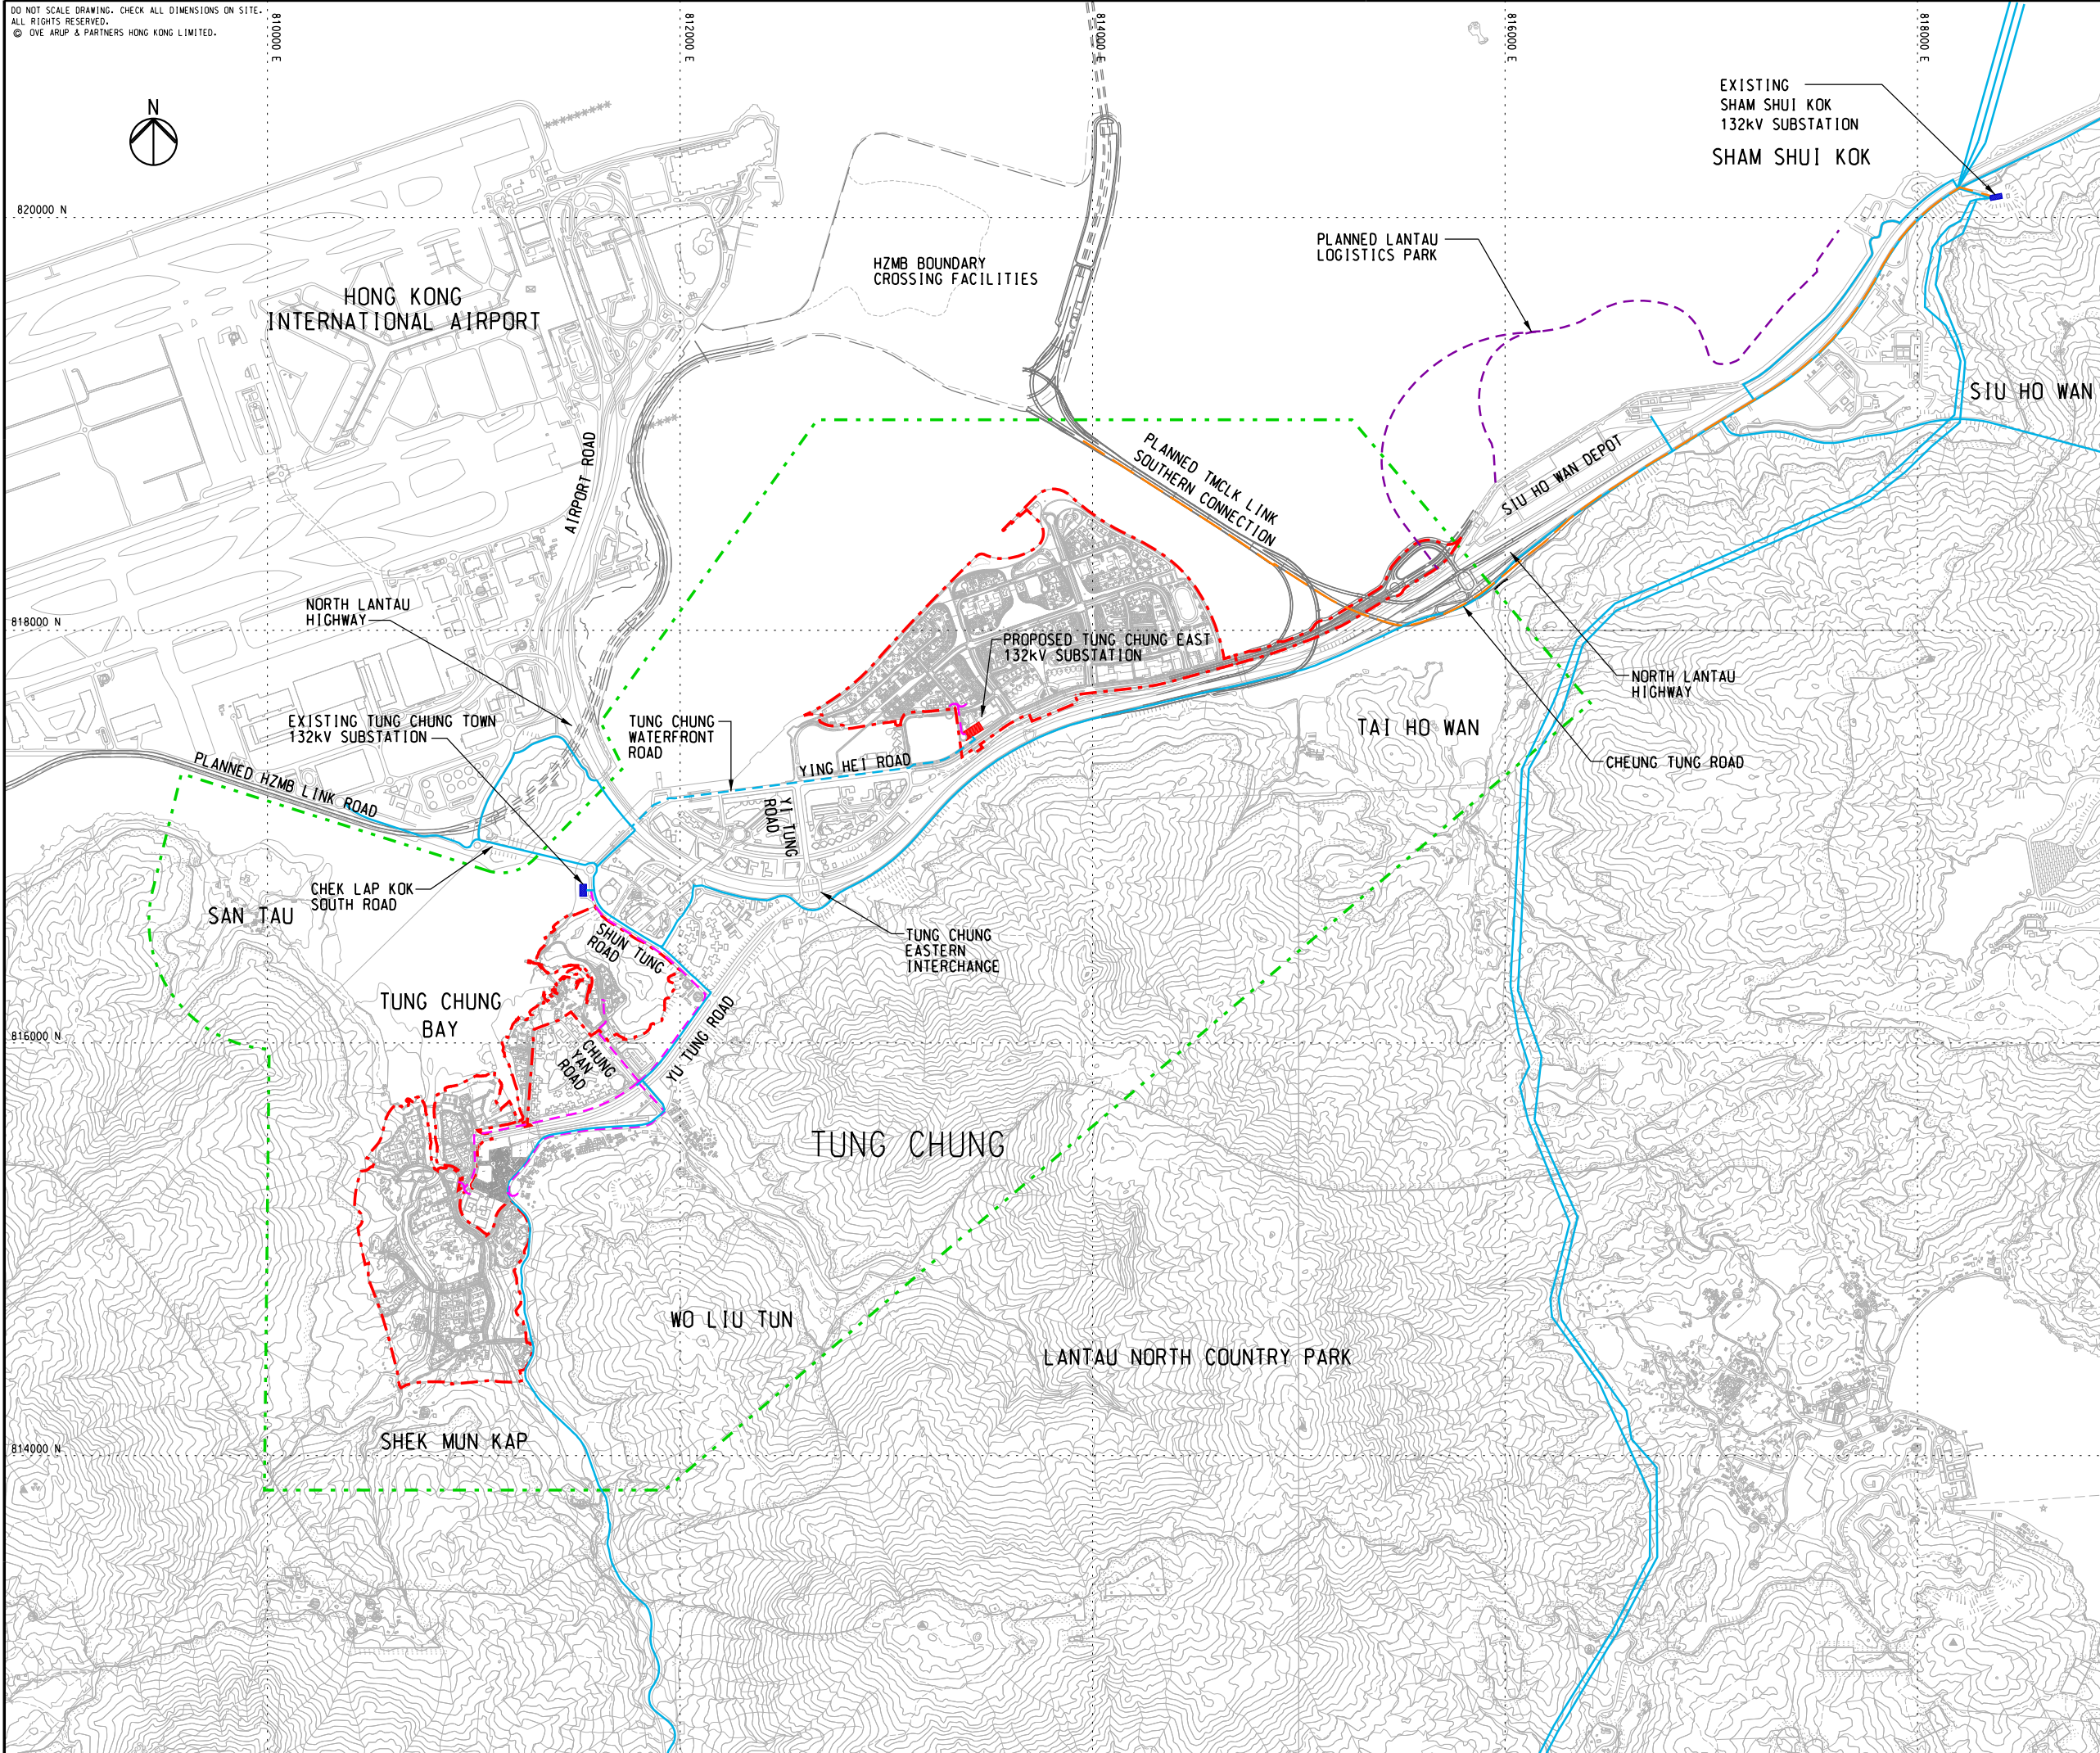 DO NOT SCALE DRAWING. CHECK ALL DIMENSIONS ON SITE.
ALL RIGHTS RESERVED.
© OVE ARUP & PARTNERS HONG KONG LIMITED.
810000 E
812000 E
814000 E
816000 E
818000 E
N
EXISTING
SHAM SHUI KOK
132kV SUBSTATION
SHAM SHUI KOK
820000 N
PLANNED LANTAU
LOGISTICS PARK
HZMB BOUNDARY
CROSSING FACILITIES
HONG KONG
INTERNATIONAL AIRPORT
SIU HO WAN
AIRPORT ROAD
PLANNED TMCLK LINK
SOUTHERN CONNECTION
SIU HO WAN DEPOT
NORTH LANTAU
HIGHWAY
818000 N
PROPOSED TUNG CHUNG EAST
132kV SUBSTATION
NORTH LANTAU
HIGHWAY
EXISTING TUNG CHUNG TOWN
132kV SUBSTATION
TUNG CHUNG
WATERFRONT
ROAD
TAI HO WAN
CHEUNG TUNG ROAD
YING HEI ROAD
PLANNED HZMB LINK ROAD
YI TUNG
ROAD
CHEK LAP KOK
SOUTH ROAD
SAN TAU
SHUN TUNG
ROAD
TUNG CHUNG
EASTERN
INTERCHANGE
TUNG CHUNG
BAY
YU TUNG ROAD
816000 N
CHUNG
YAN
ROAD
TUNG CHUNG
WO LIU TUN
LANTAU NORTH COUNTRY PARK
SHEK MUN KAP
814000 N